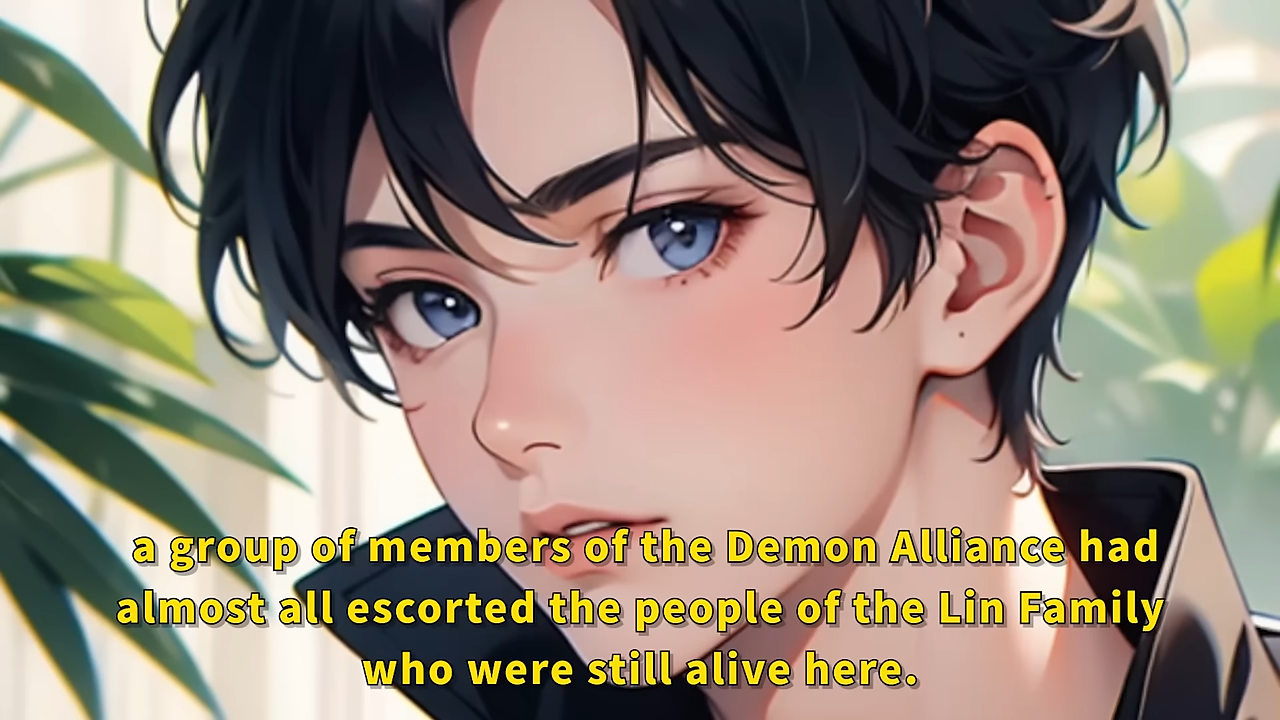 a group of members of the Demon Alliance had
almost all escorted the people of the Lin Family
who were still alive here.